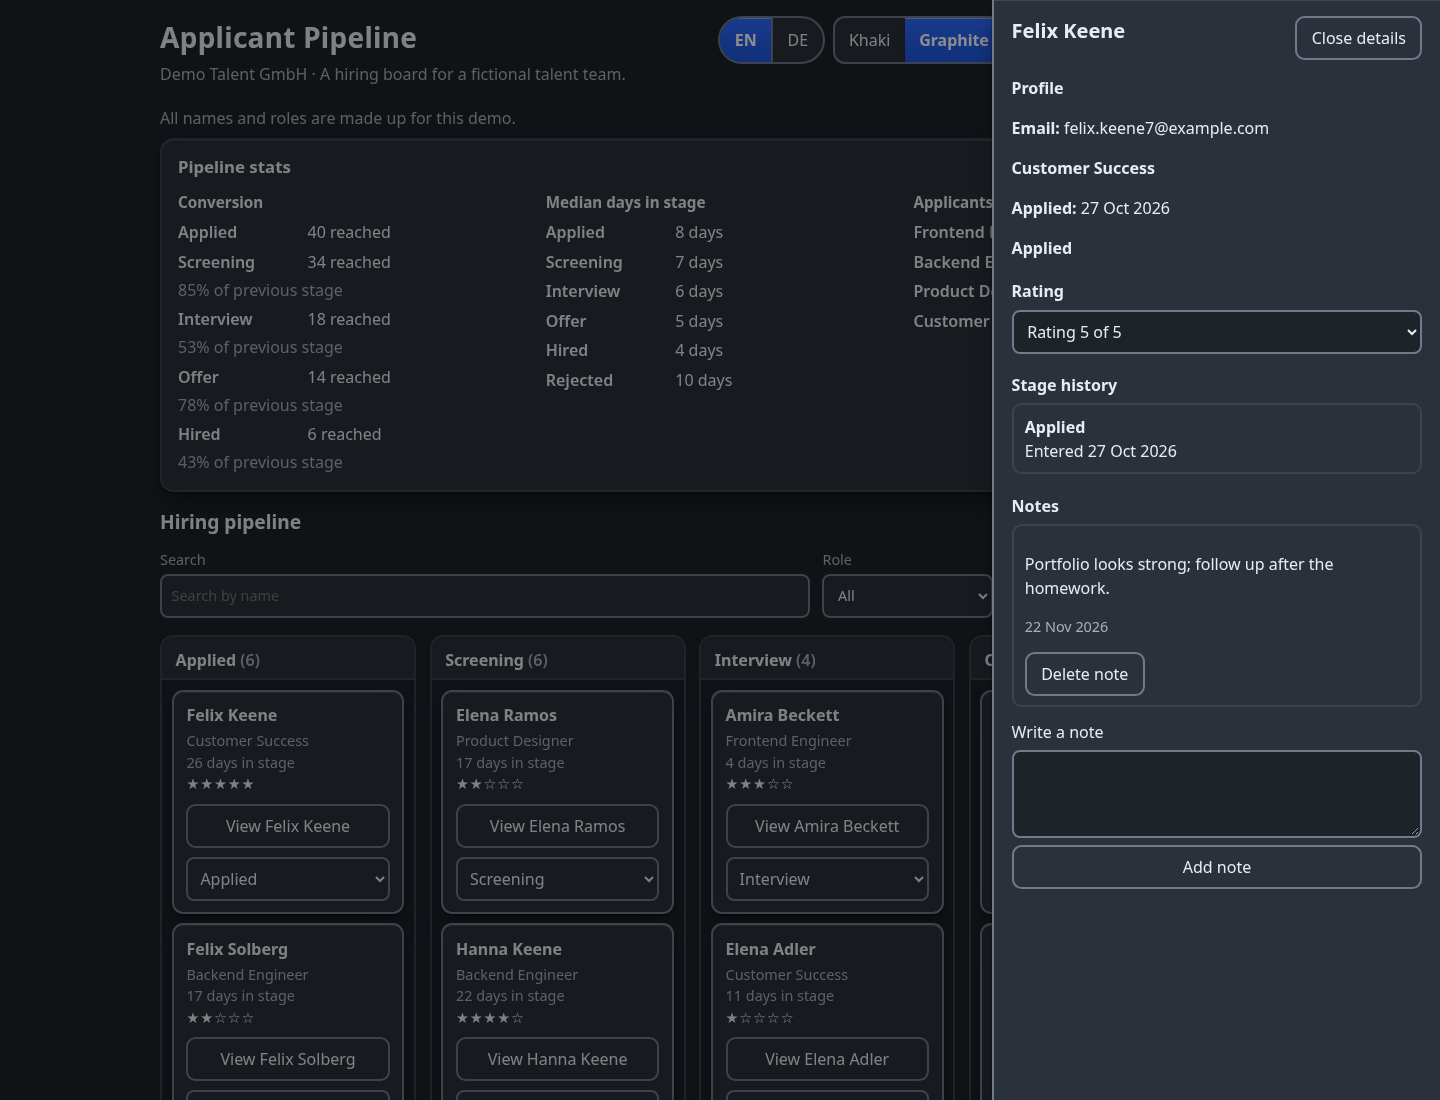 Applicant Pipeline
Demo Talent GmbH · A hiring board for a fictional talent team.
EN
DE
Khaki
Graphite
All names and roles are made up for this demo.
Pipeline stats
Conversion
Applied 40 reached
Screening 34 reached
85% of previous stage
Interview 18 reached
53% of previous stage
Offer 14 reached
78% of previous stage
Hired 6 reached
43% of previous stage
Median days in stage
Applied 8 days
Screening 7 days
Interview 6 days
Offer 5 days
Hired 4 days
Rejected 10 days
Applicants
Frontend
Backend
Product
Customer
Hiring pipeline
Search
Search by name
Role
All
Applied (6)
Felix Keene
Customer Success
26 days in stage
★★★★★
View Felix Keene
Applied
Felix Solberg
Backend Engineer
17 days in stage
★★☆☆☆
View Felix Solberg
Screening (6)
Elena Ramos
Product Designer
17 days in stage
★★☆☆☆
View Elena Ramos
Screening
Hanna Keene
Backend Engineer
22 days in stage
★★★★☆
View Hanna Keene
Interview (4)
Amira Beckett
Frontend Engineer
4 days in stage
★★★☆☆
View Amira Beckett
Interview
Elena Adler
Customer Success
11 days in stage
★☆☆☆☆
View Elena Adler
Felix Keene
Close details
Profile
Email: felix.keene7@example.com
Customer Success
Applied: 27 Oct 2026
Applied
Rating
Rating 5 of 5
Stage history
Applied
Entered 27 Oct 2026
Notes
Portfolio looks strong; follow up after the
homework.
22 Nov 2026
Delete note
Write a note
Add note